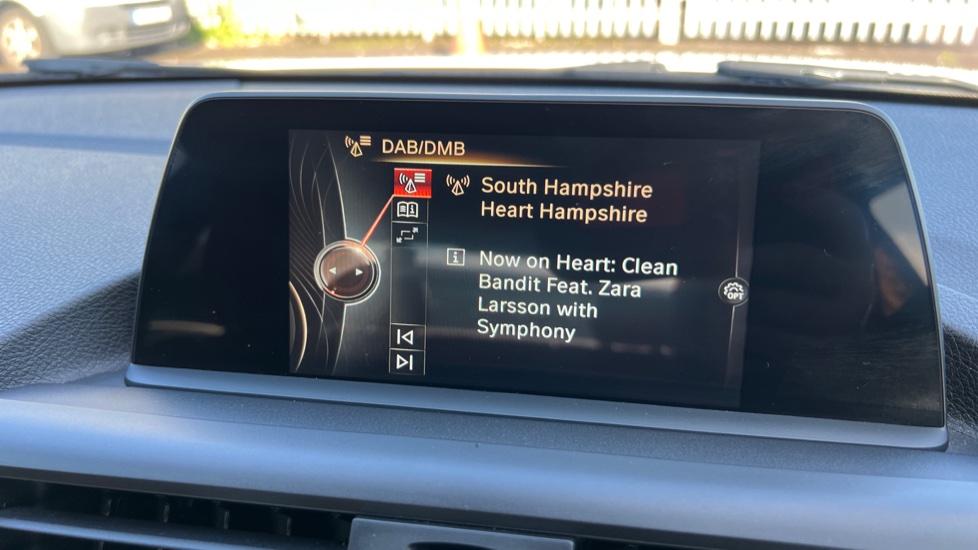 DAB/DMB
South Hampshire
Heart Hampshire
Now on Heart: Clean
Bandit Feat. Zara
Larsson with
Symphony
OPT